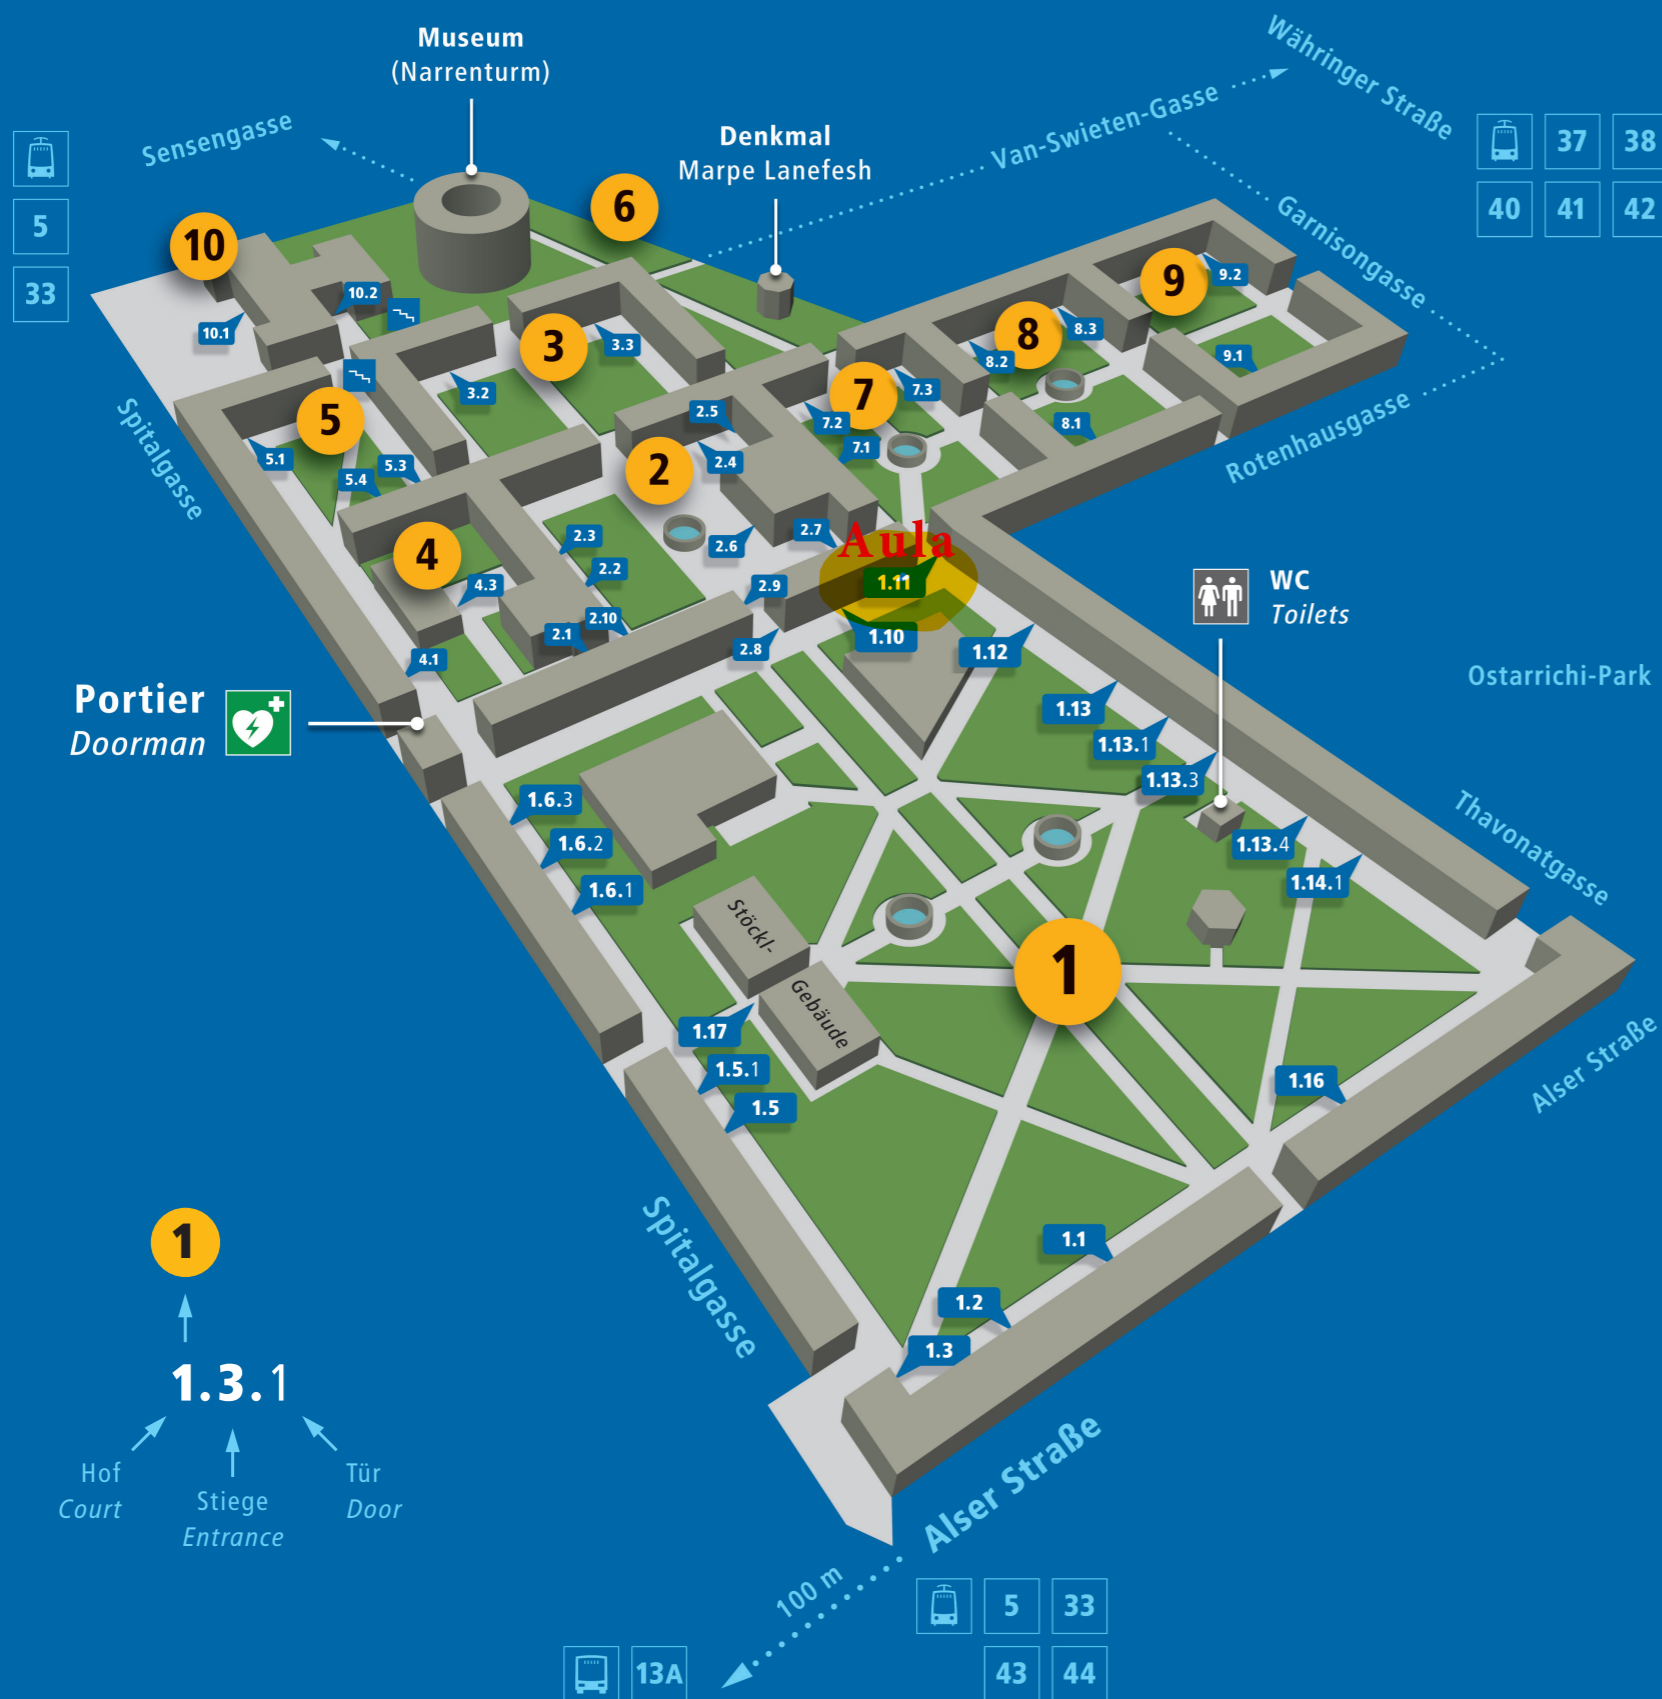 Museum
(Narrenturm)
Sensengasse
Denkmal
Marpe Lanefesh
Van-Swieten-Gasse
Währinger Straße
37
38
40
41
42
5
33
Garnisongasse
Rotenhausgasse
10
6
9
8
3
7
5
2
4
10.2
10.1
9.2
9.1
8.3
8.2
8.1
3.3
3.2
7.3
7.2
7.1
2.5
2.4
5.1
5.3
5.4
2.3
2.2
2.6
2.7
2.9
2.10
2.1
2.8
4.3
4.1
Spitalgasse
Aula
1.11
1.10
1.12
WC
Toilets
Ostarrichi-Park
Portier
Doorman
1.13
1.13.1
1.13.3
1.13.4
1.14.1
Thavonatgasse
1.6.3
1.6.2
1.6.1
Stöckl-
Gebäude
1
1.17
1.5.1
1.5
1.16
Alser Straße
1.1
1.2
1.3
Spitalgasse
Alser Straße
1
1.3.1
Hof
Court
Stiege
Entrance
Tür
Door
100 m
5
33
13A
43
44